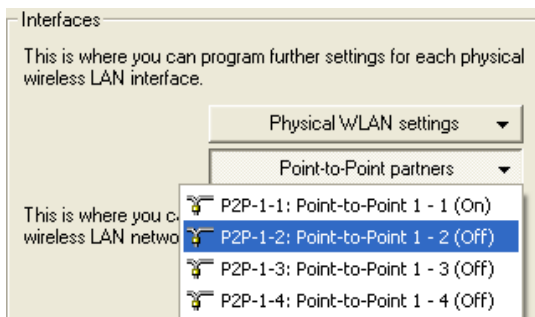 Interfaces
This is where you can program further settings for each physical
wireless LAN interface.
Physical WLAN settings
Point-to-Point partners
P2P-1-1: Point-to-Point 1 - 1 (On)
This is where you
P2P-1-2: Point-to-Point 1 - 2 (Off)
wireless LAN
P2P-1-3: Point-to-Point 1 - 3 (Off)
P2P-1-4: Point-to-Point 1 - 4 (Off)